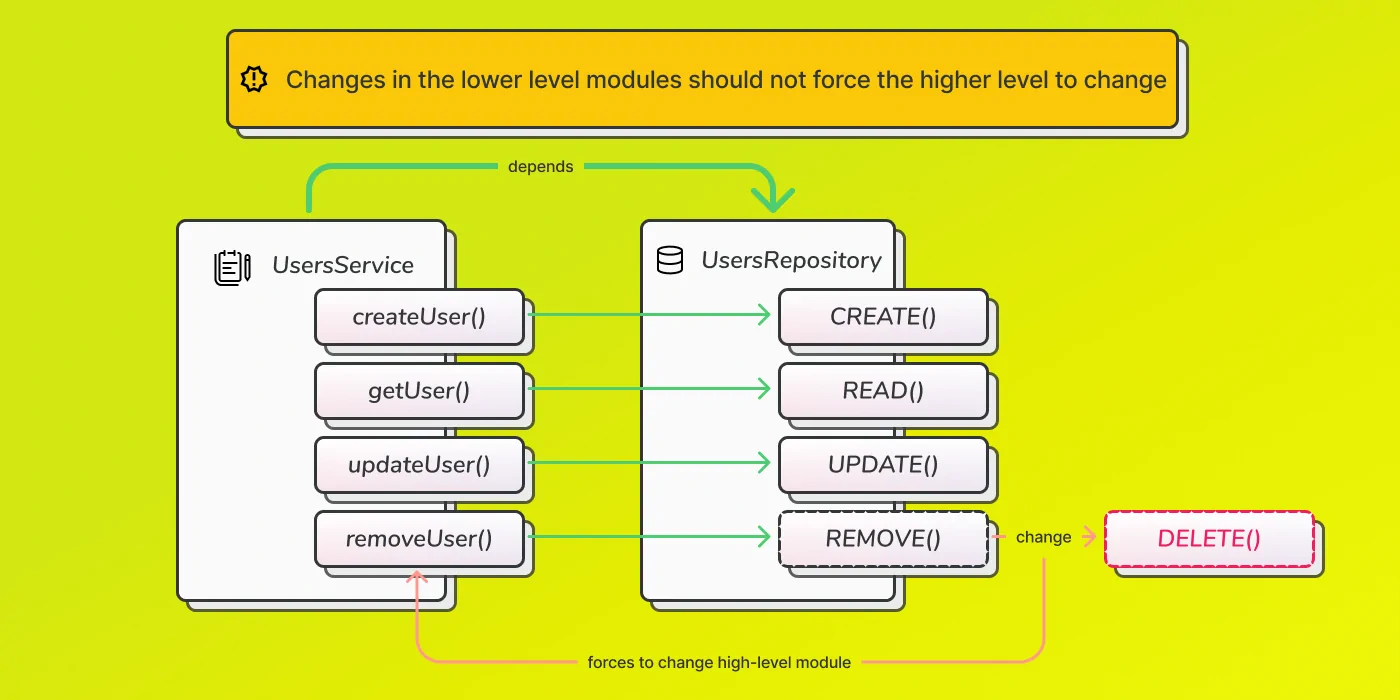 Changes in the lower level modules should not force the higher level to change
depends
UsersService
UsersRepository
createUser()
CREATE()
getUser()
READ()
updateUser()
UPDATE()
removeUser()
REMOVE()
change
DELETE()
forces to change high-level module